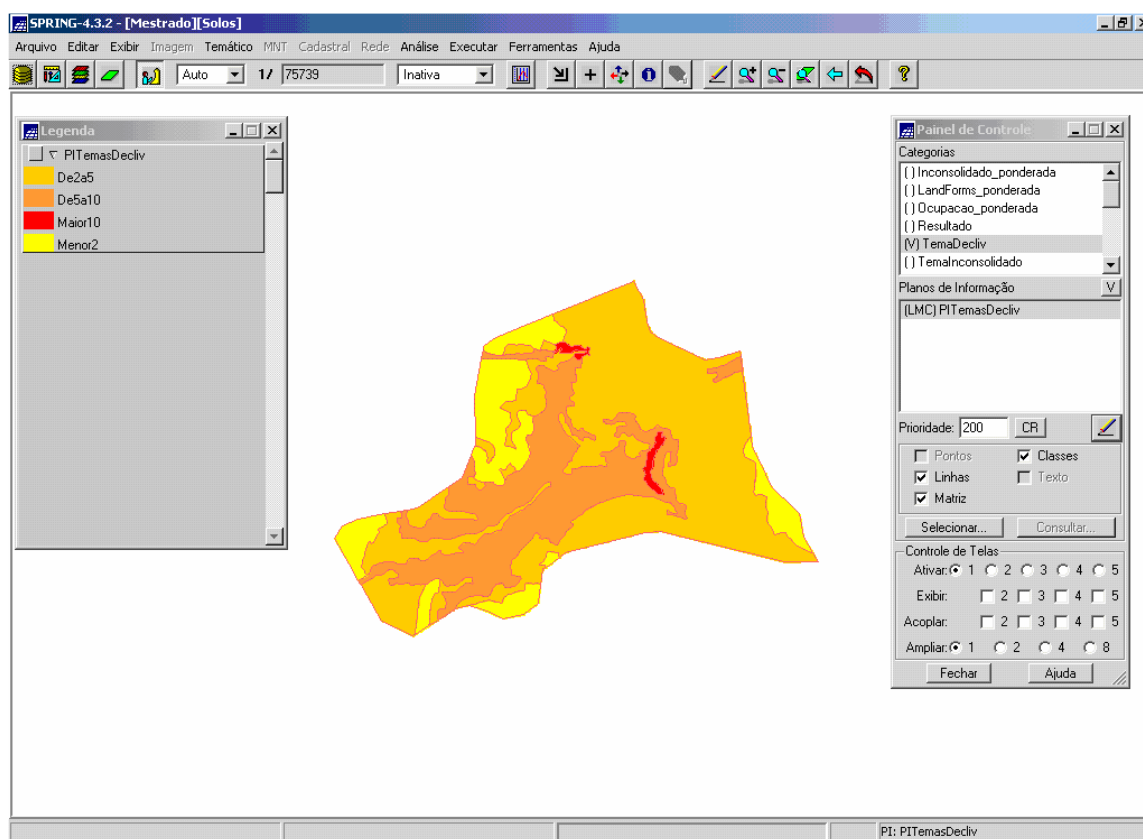 SPRING-4.3.2 - [Mestrado][Solos]
Arquivo Editar Exibir Imagem Temático MNT Cadastral Rede Análise Executar Ferramentas Ajuda
Auto 1/ 75739 Inativa
Legenda
PITemasDecliv
De2a5
De5a10
Maior10
Menor2
Painel de Controle
Categorias
( ) Inconsolidado_ponderada
( ) LandForms_ponderada
( ) Ocupacao_ponderada
( ) Resultado
(V) TemaDecliv
( ) TemaInconsolidado
Planos de Informação V
(LMC) PITemasDecliv
Prioridade: 200 CR
Pontos Classes
Linhas Texto
Matriz
Selecionar... Consultar...
Controle de Telas
Ativar: 1 2 3 4 5
Exibir: 2 3 4 5
Acoplar: 2 3 4 5
Ampliar: 1 2 4 8
Fechar Ajuda
PI: PITemasDecliv